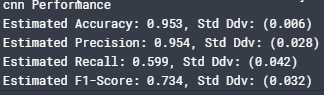 cnn Performance
Estimated Accuracy: 0.953, Std Ddv: (0.006)
Estimated Precision: 0.954, Std Ddv: (0.028)
Estimated Recall: 0.599, Std Ddv: (0.042)
Estimated F1-Score: 0.734, Std Ddv: (0.032)